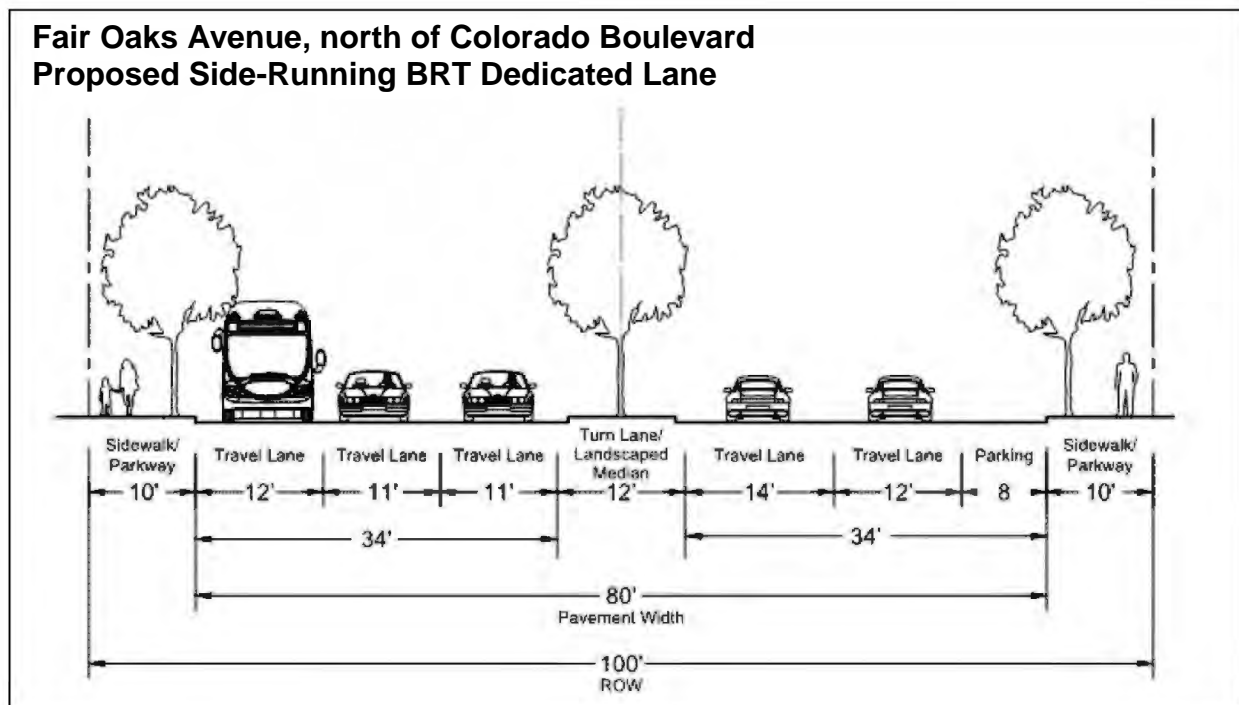 Fair Oaks Avenue, north of Colorado Boulevard
Proposed Side-Running BRT Dedicated Lane
Sidewalk/
Parkway
10'
Travel Lane
12'
Travel Lane
11'
Travel Lane
11'
Turn Lane/
Landscaped
Median
12'
Travel Lane
14'
Travel Lane
12'
Parking
8
Sidewalk/
Parkway
10'
34'
34'
80'
Pavement Width
100'
ROW